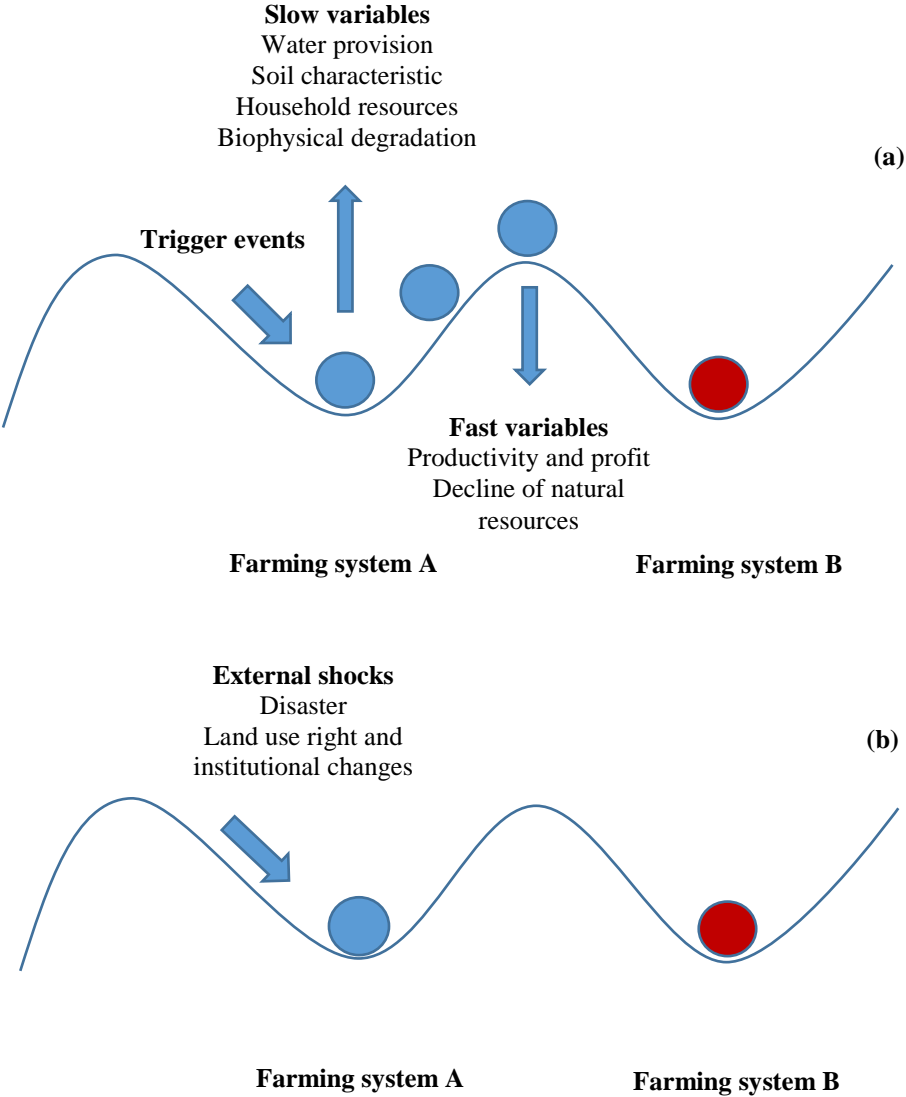 Slow variables
Water provision
Soil characteristic
Household resources
Biophysical degradation
(a)
Trigger events
Fast variables
Productivity and profit
Decline of natural
resources
Farming system A
Farming system B
External shocks
Disaster
Land use right and
institutional changes
(b)
Farming system A
Farming system B